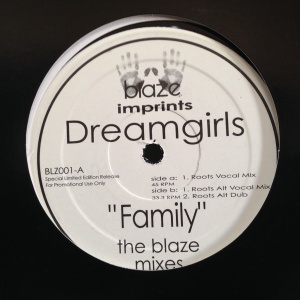 blaze
imprints
Dreamgirls
BLZ001-A
Special Limited Edition Release
For Promotional Use Only
side a: 1. Roots Vocal Mix
45 RPM
side b: 1. Roots Alt Vocal Mix
33.3 RPM 2. Roots Alt Dub
"Family"
the blaze
mixes